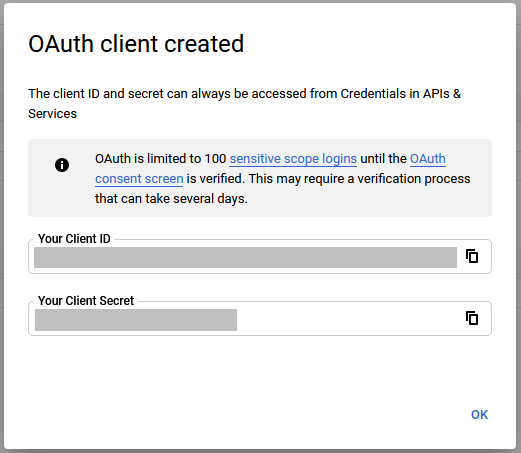 OAuth client created
The client ID and secret can always be accessed from Credentials in APIs &
Services
OAuth is limited to 100 sensitive scope logins until the OAuth
consent screen is verified. This may require a verification process
that can take several days.
Your Client ID
Your Client Secret
OK